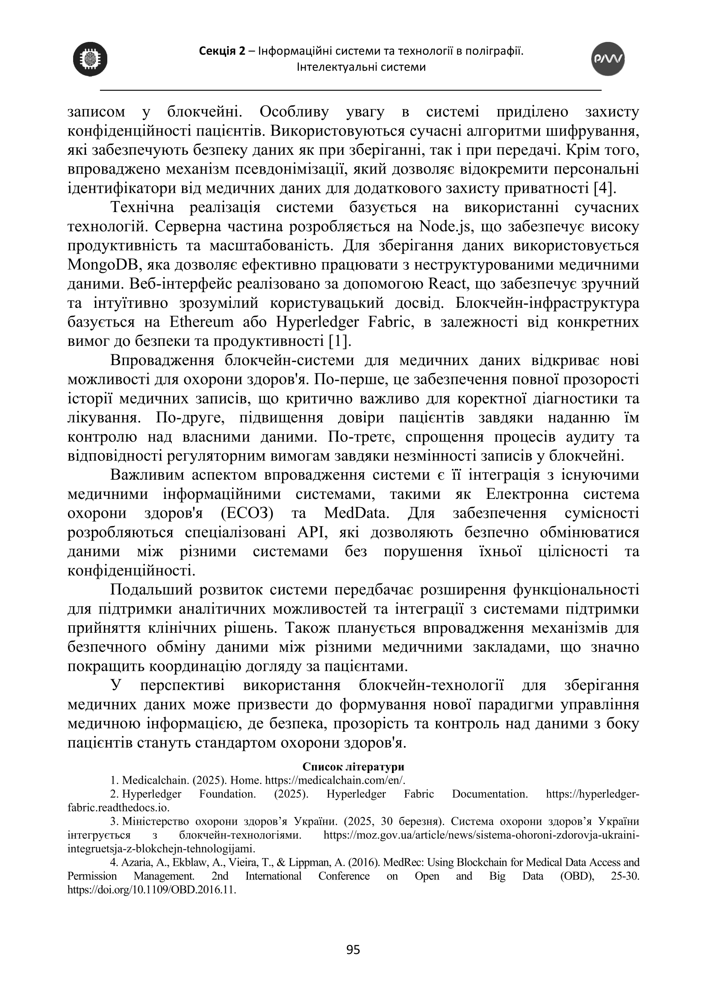 Секція 2 – Інформаційні системи та технології в поліграфії.
Інтелектуальні системи
записом у блокчейні. Особливу увагу в системі приділено захисту
конфіденційності пацієнтів. Використовуються сучасні алгоритми шифрування,
які забезпечують безпеку даних як при зберіганні, так і при передачі. Крім того,
впроваджено механізм псевдонімізації, який дозволяє відокремити персональні
ідентифікатори від медичних даних для додаткового захисту приватності [4].
Технічна реалізація системи базується на використанні сучасних
технологій. Серверна частина розробляється на Node.js, що забезпечує високу
продуктивність та масштабованість. Для зберігання даних використовується
MongoDB, яка дозволяє ефективно працювати з неструктурованими медичними
даними. Веб-інтерфейс реалізовано за допомогою React, що забезпечує зручний
та інтуїтивно зрозумілий користувацький досвід. Блокчейн-інфраструктура
базується на Ethereum або Hyperledger Fabric, в залежності від конкретних
вимог до безпеки та продуктивності [1].
Впровадження блокчейн-системи для медичних даних відкриває нові
можливості для охорони здоров'я. По-перше, це забезпечення повної прозорості
історії медичних записів, що критично важливо для коректної діагностики та
лікування. По-друге, підвищення довіри пацієнтів завдяки наданню їм
контролю над власними даними. По-третє, спрощення процесів аудиту та
відповідності регуляторним вимогам завдяки незмінності записів у блокчейні.
Важливим аспектом впровадження системи є її інтеграція з існуючими
медичними інформаційними системами, такими як Електронна система
охорони здоров'я (ЕСОЗ) та MedData. Для забезпечення сумісності
розробляються спеціалізовані API, які дозволяють безпечно обмінюватися
даними між різними системами без порушення їхньої цілісності та
конфіденційності.
Подальший розвиток системи передбачає розширення функціональності
для підтримки аналітичних можливостей та інтеграції з системами підтримки
прийняття клінічних рішень. Також планується впровадження механізмів для
безпечного обміну даними між різними медичними закладами, що значно
покращить координацію догляду за пацієнтами.
У перспективі використання блокчейн-технології для зберігання
медичних даних може призвести до формування нової парадигми управління
медичною інформацією, де безпека, прозорість та контроль над даними з боку
пацієнтів стануть стандартом охорони здоров'я.
Список літератури
1. Medicalchain. (2025). Home. https://medicalchain.com/en/.
2. Hyperledger Foundation. (2025). Hyperledger Fabric Documentation. https://hyperledger-
fabric.readthedocs.io.
3. Міністерство охорони здоров’я України. (2025, 30 березня). Система охорони здоров’я України
інтегрується з блокчейн-технологіями. https://moz.gov.ua/article/news/sistema-ohoroni-zdorovja-ukraini-
integruetsja-z-blokchejn-tehnologijami.
4. Azaria, A., Ekblaw, A., Vieira, T., & Lippman, A. (2016). MedRec: Using Blockchain for Medical Data Access and
Permission Management. 2nd International Conference on Open and Big Data (OBD), 25-30.
https://doi.org/10.1109/OBD.2016.11.
95